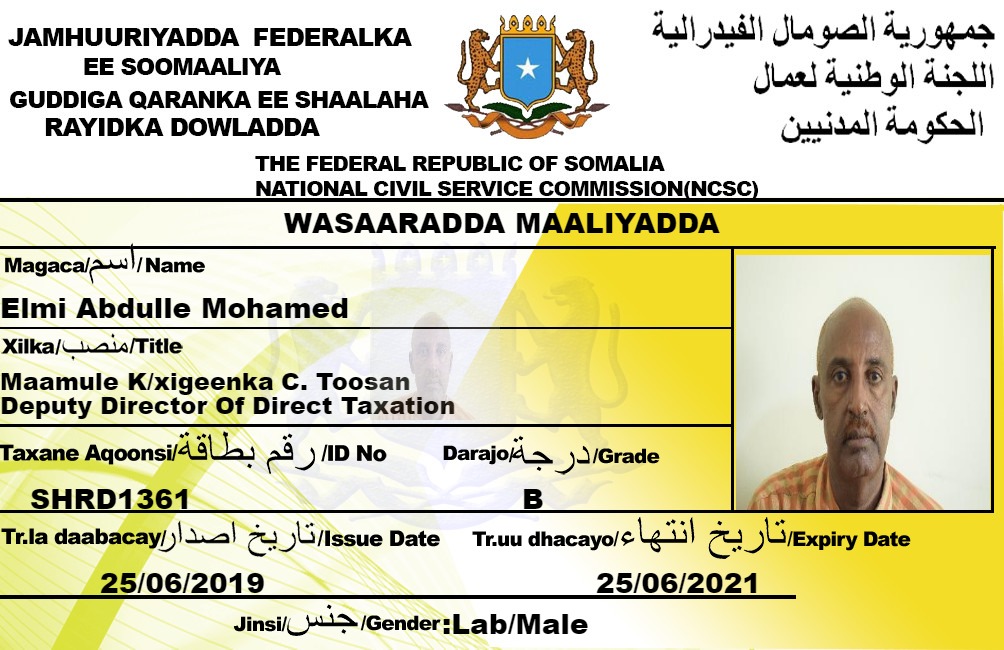 JAMHUURIYADDA FEDERALKA
EE SOOMAALIYA
GUDDIGA QARANKA EE SHAALAHA
RAYIDKA DOWLADDA
جمهورية الصومال الفيدرالية
اللجنة الوطنية لعمال
الحكومة المدنيين
THE FEDERAL REPUBLIC OF SOMALIA
NATIONAL CIVIL SERVICE COMMISSION(NCSC)
WASAARADDA MAALIYADDA
Magaca/اسم/Name
Elmi Abdulle Mohamed
Xilka/منصب/Title
Maamule K/xigeenka C. Toosan
Deputy Director Of Direct Taxation
Taxane Aqoonsi/رقم بطاقة/ID No
Darajo/درجة/Grade
SHRD1361
B
Tr.la daabacay/تاريخ اصدار/Issue Date
Tr.uu dhacayo/تاريخ انتهاء/Expiry Date
25/06/2019
25/06/2021
Jinsi/جنس/Gender:Lab/Male